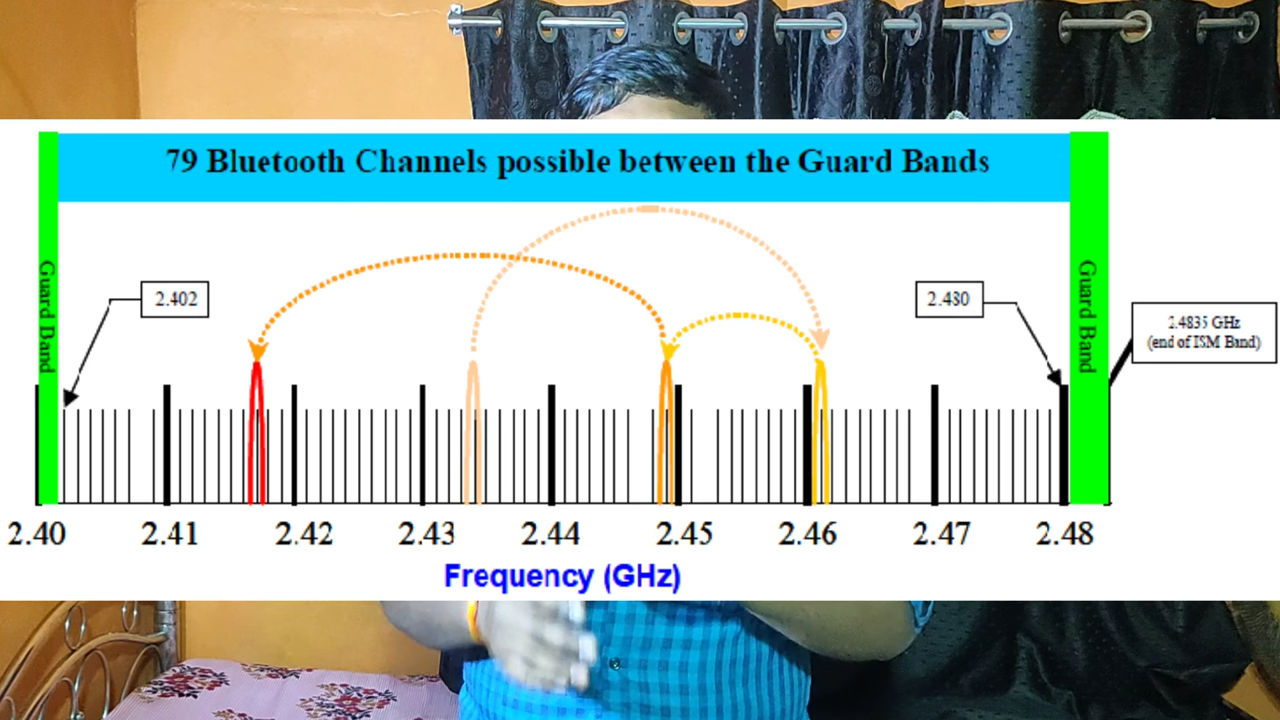 79 Bluetooth Channels possible between the Guard Bands
Guard Band
2.402
2.480
Guard Band
2.4835 GHz
(end of ISM Band)
2.40 2.41 2.42 2.43 2.44 2.45 2.46 2.47 2.48
Frequency (GHz)